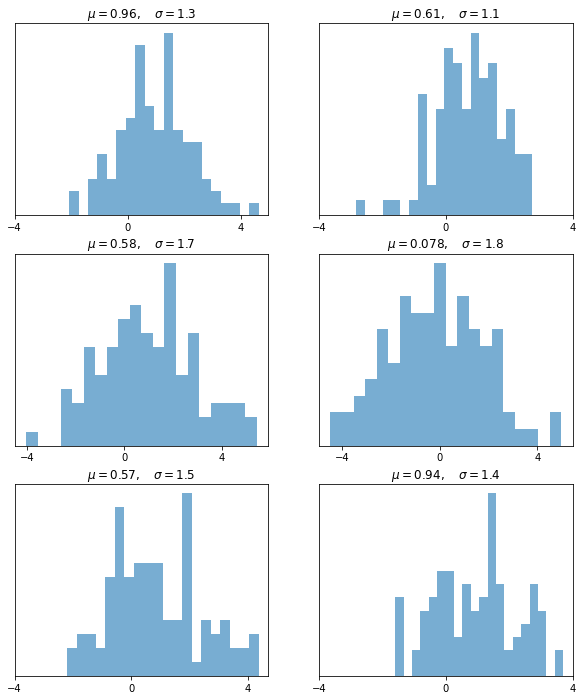 μ = 0.96, σ = 1.3
μ = 0.61, σ = 1.1
−4 0 4
−4 0 4
μ = 0.58, σ = 1.7
μ = 0.078, σ = 1.8
−4 0 4
−4 0 4
μ = 0.57, σ = 1.5
μ = 0.94, σ = 1.4
−4 0 4
−4 0 4